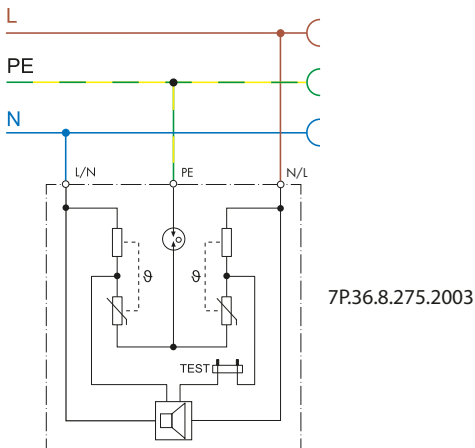 L
PE
N
L/N
PE
N/L
ϑ
ϑ
7P.36.8.275.2003
TEST